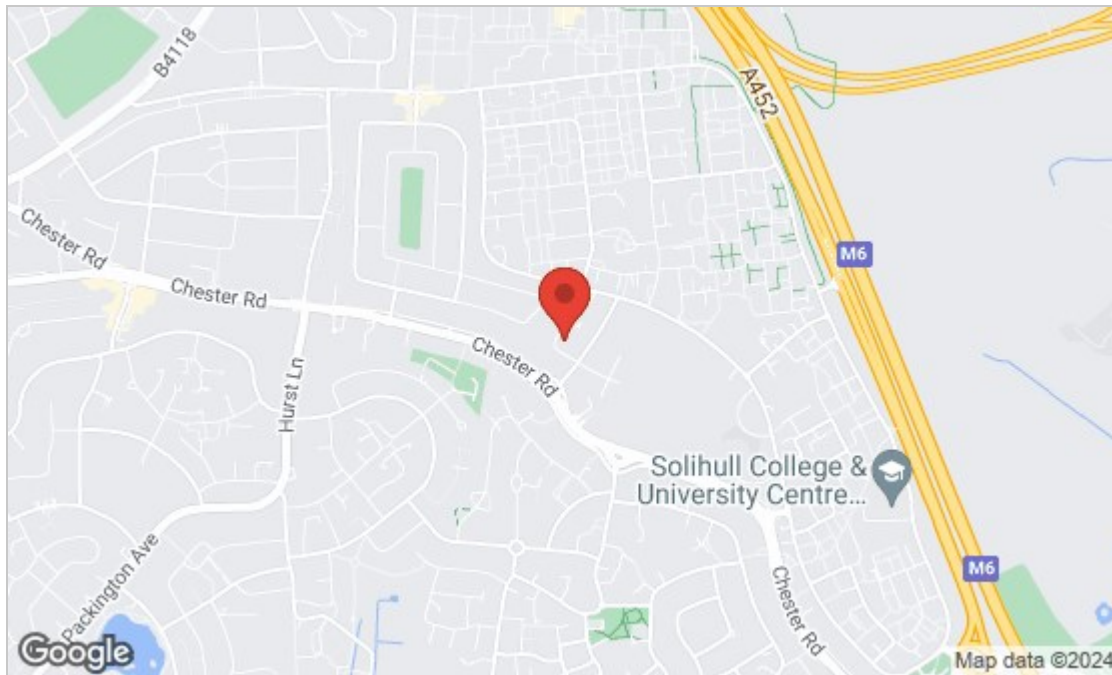 B4118
A452
Chester Rd
M6
Chester Rd
Chester Rd
Hurst Ln
Solihull College &
University Centre...
M6
Packington Ave
Chester Rd
Google
Map data ©2024